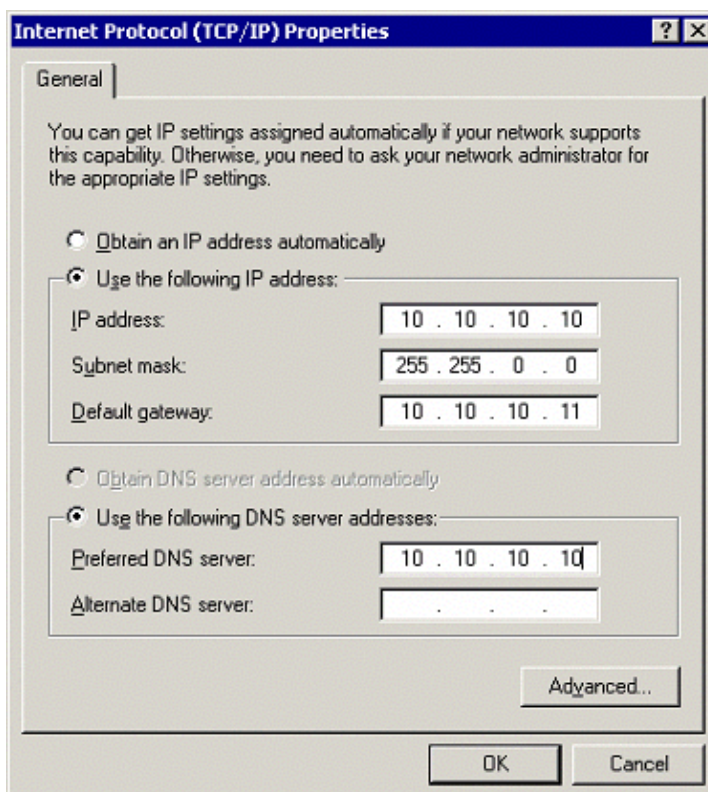 Internet Protocol (TCP/IP) Properties
General
You can get IP settings assigned automatically if your network supports
this capability. Otherwise, you need to ask your network administrator for
the appropriate IP settings.
Obtain an IP address automatically
Use the following IP address:
IP address: 10 . 10 . 10 . 10
Subnet mask: 255 . 255 . 0 . 0
Default gateway: 10 . 10 . 10 . 11
Obtain DNS server address automatically
Use the following DNS server addresses:
Preferred DNS server: 10 . 10 . 10 . 10
Alternate DNS server: . . .
Advanced...
OK Cancel